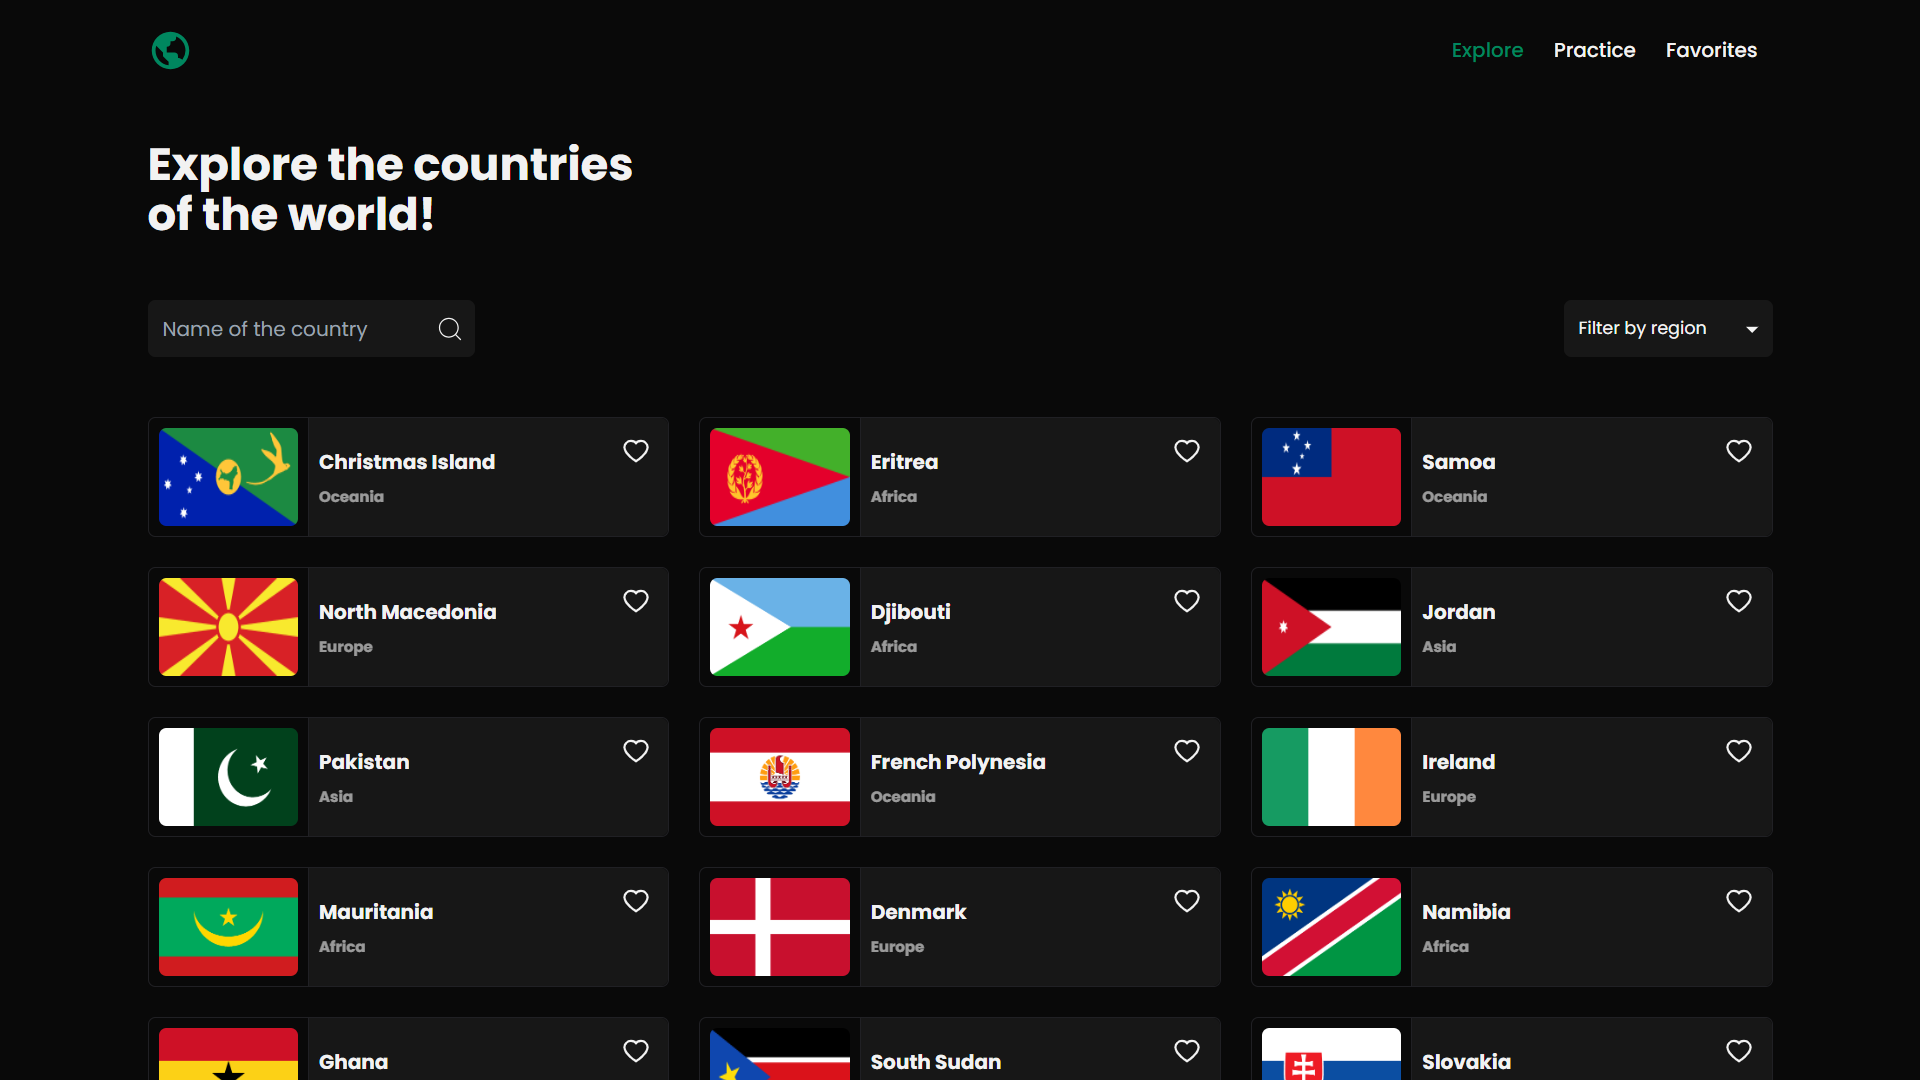 Explore
Practice
Favorites
Explore the countries
of the world!
Name of the country
Filter by region
Christmas Island
Oceania
Eritrea
Africa
Samoa
Oceania
North Macedonia
Europe
Djibouti
Africa
Jordan
Asia
Pakistan
Asia
French Polynesia
Oceania
Ireland
Europe
Mauritania
Africa
Denmark
Europe
Namibia
Africa
Ghana
South Sudan
Slovakia